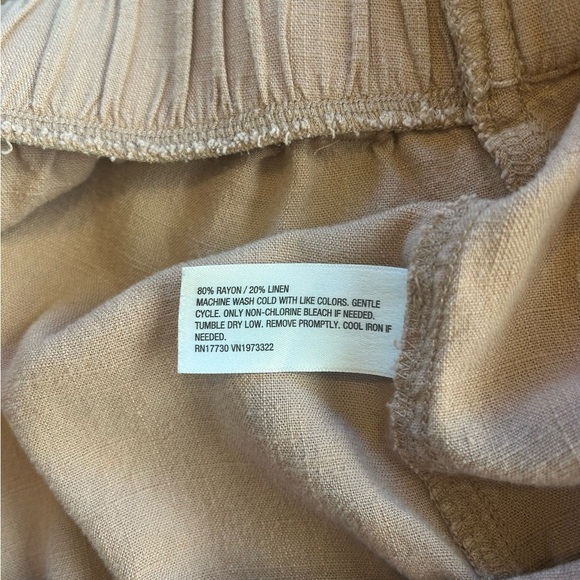 80% RAYON / 20% LINEN
MACHINE WASH COLD WITH LIKE COLORS. GENTLE
CYCLE. ONLY NON-CHLORINE BLEACH IF NEEDED.
TUMBLE DRY LOW. REMOVE PROMPTLY. COOL IRON IF
NEEDED.
RN17730 VN1973322